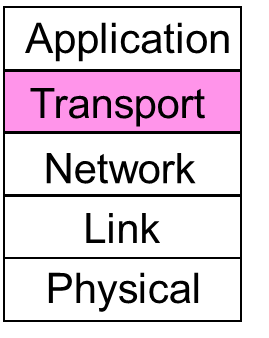 Application
Transport
Network
Link
Physical